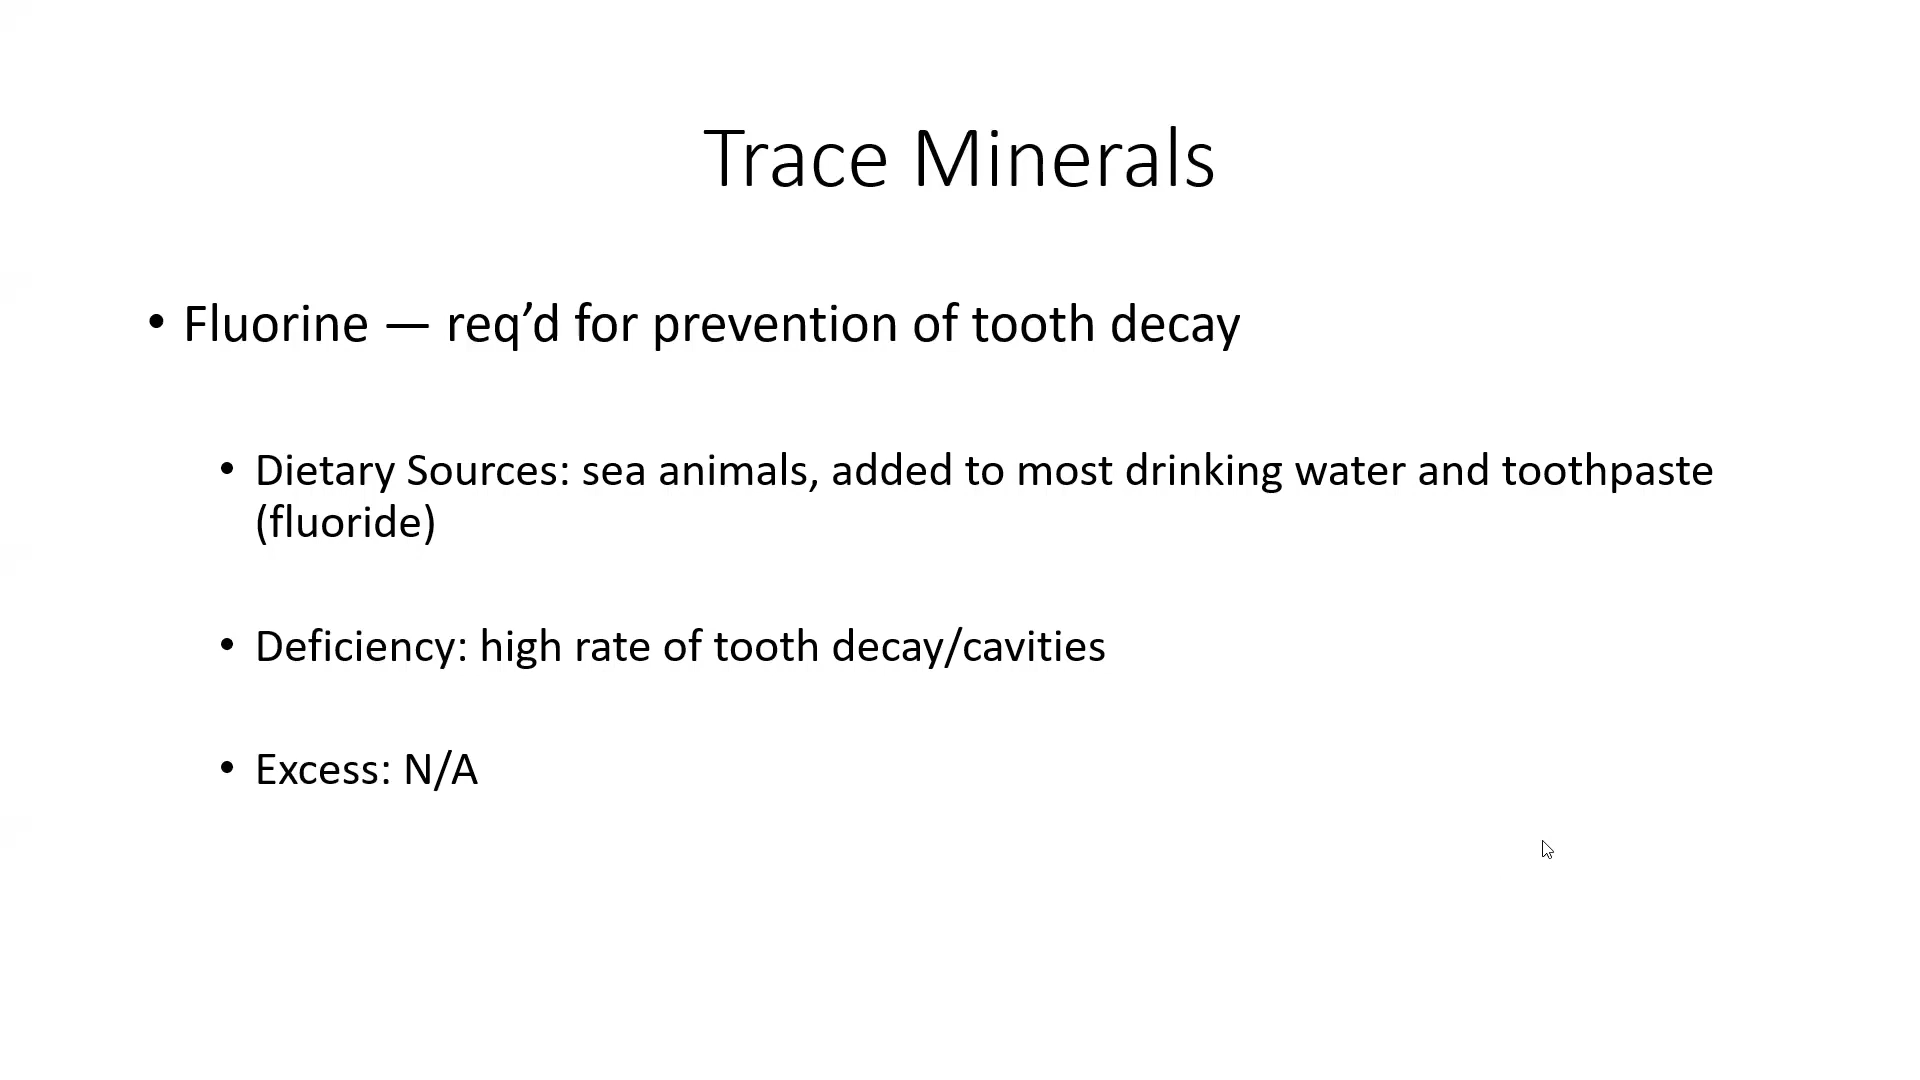 Trace Minerals
• Fluorine — req’d for prevention of tooth decay
• Dietary Sources: sea animals, added to most drinking water and toothpaste
(fluoride)
• Deficiency: high rate of tooth decay/cavities
• Excess: N/A